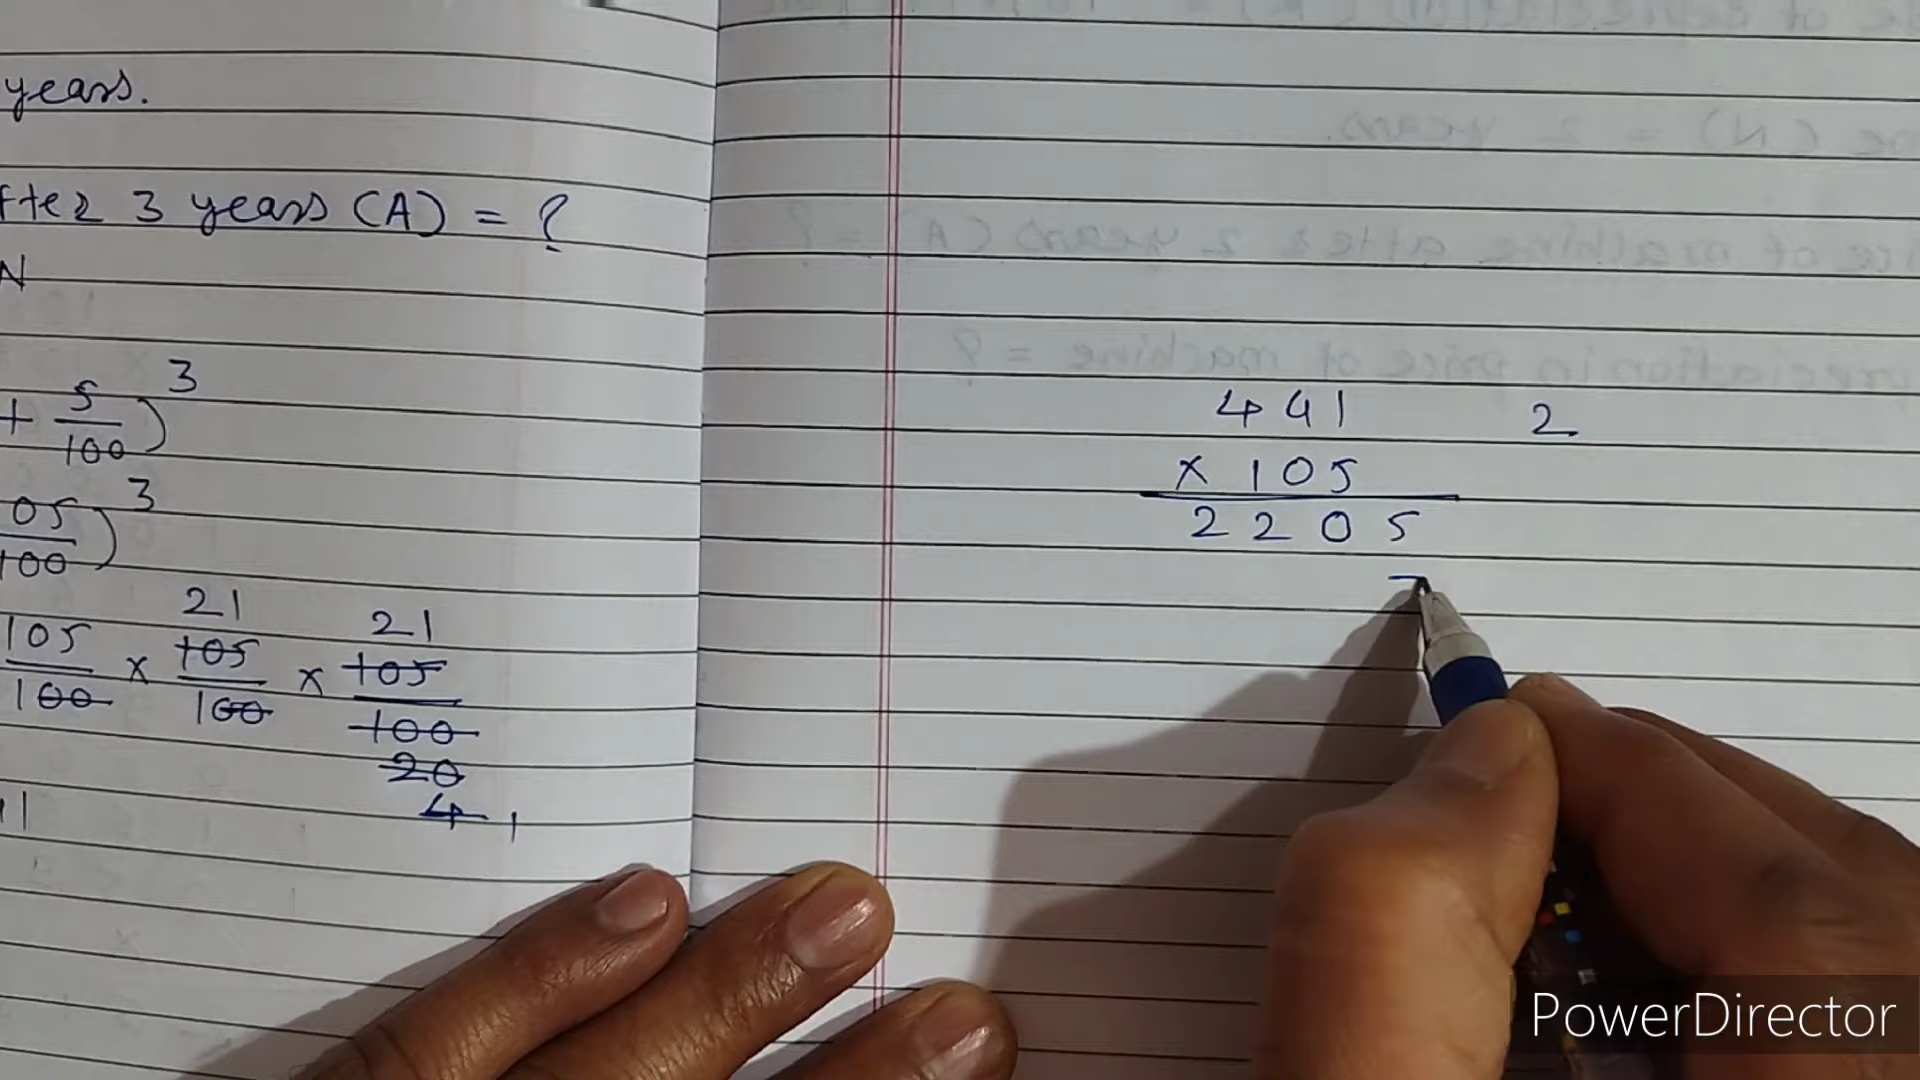 years.
fter 3 years (A) = ?
N
+ 5/100)³
05/100)³
21 21
105/100 × 105/100 × 105/100
20
4 1
11
441 2
× 105
2205
PowerDirector